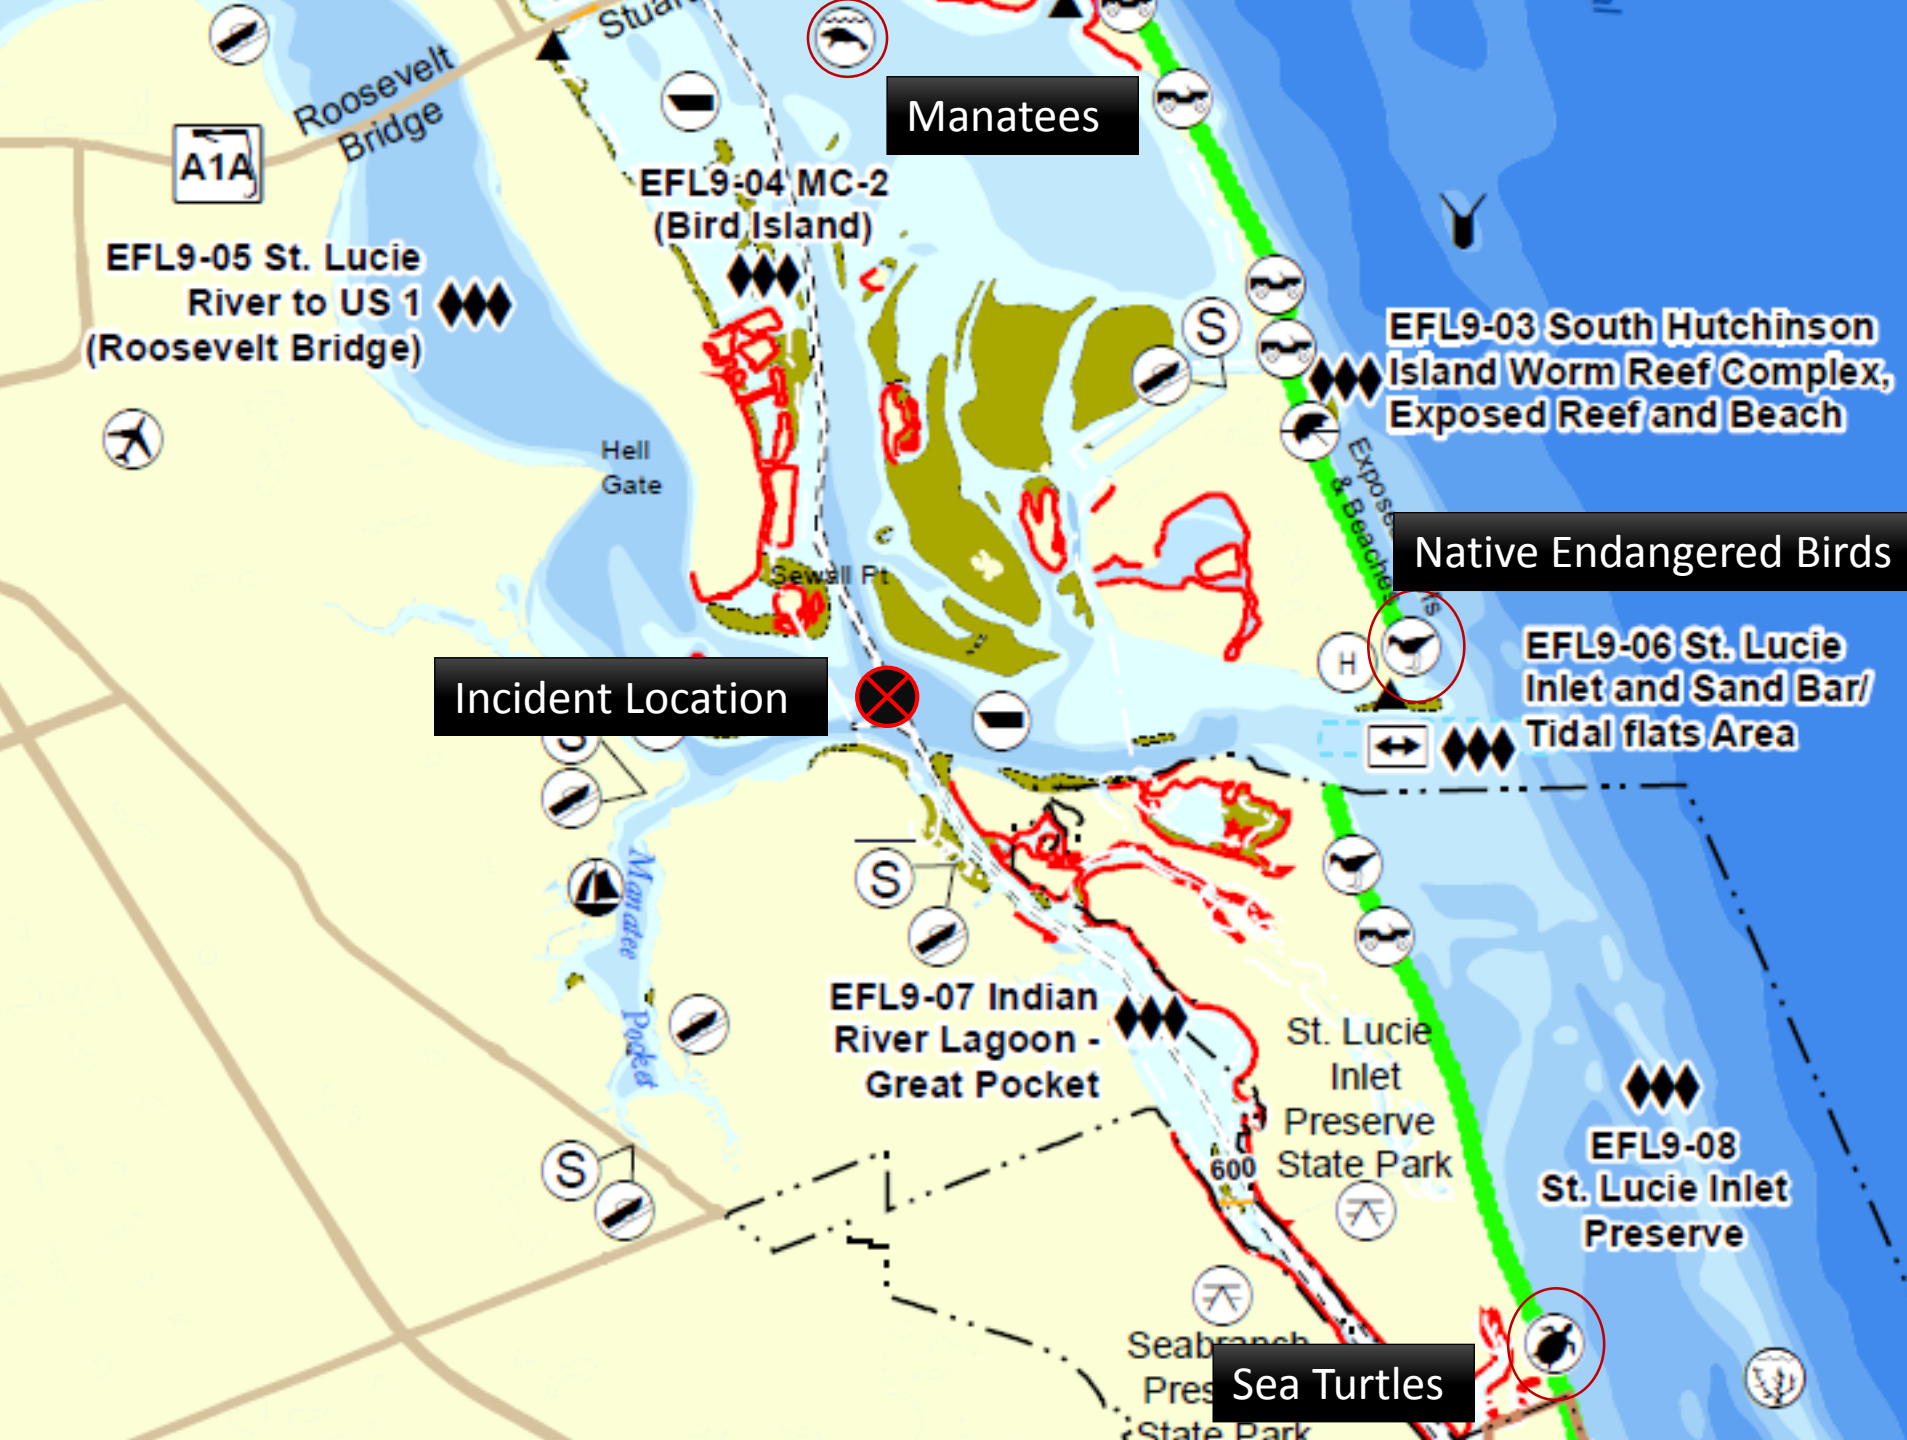 Stuart
Roosevelt
Bridge
A1A
Manatees
EFL9-04 MC-2
(Bird Island)
EFL9-05 St. Lucie
River to US 1
(Roosevelt Bridge)
S
EFL9-03 South Hutchinson
Island Worm Reef Complex,
Exposed Reef and Beach
Hell
Gate
& Beaches
Native Endangered Birds
Sewall Pt
H
EFL9-06 St. Lucie
Inlet and Sand Bar/
Tidal flats Area
Incident Location
S
S
Manatee
Pocket
EFL9-07 Indian
River Lagoon -
Great Pocket
St. Lucie
Inlet
Preserve
State Park
600
EFL9-08
St. Lucie Inlet
Preserve
S
Sea Turtles
State Park